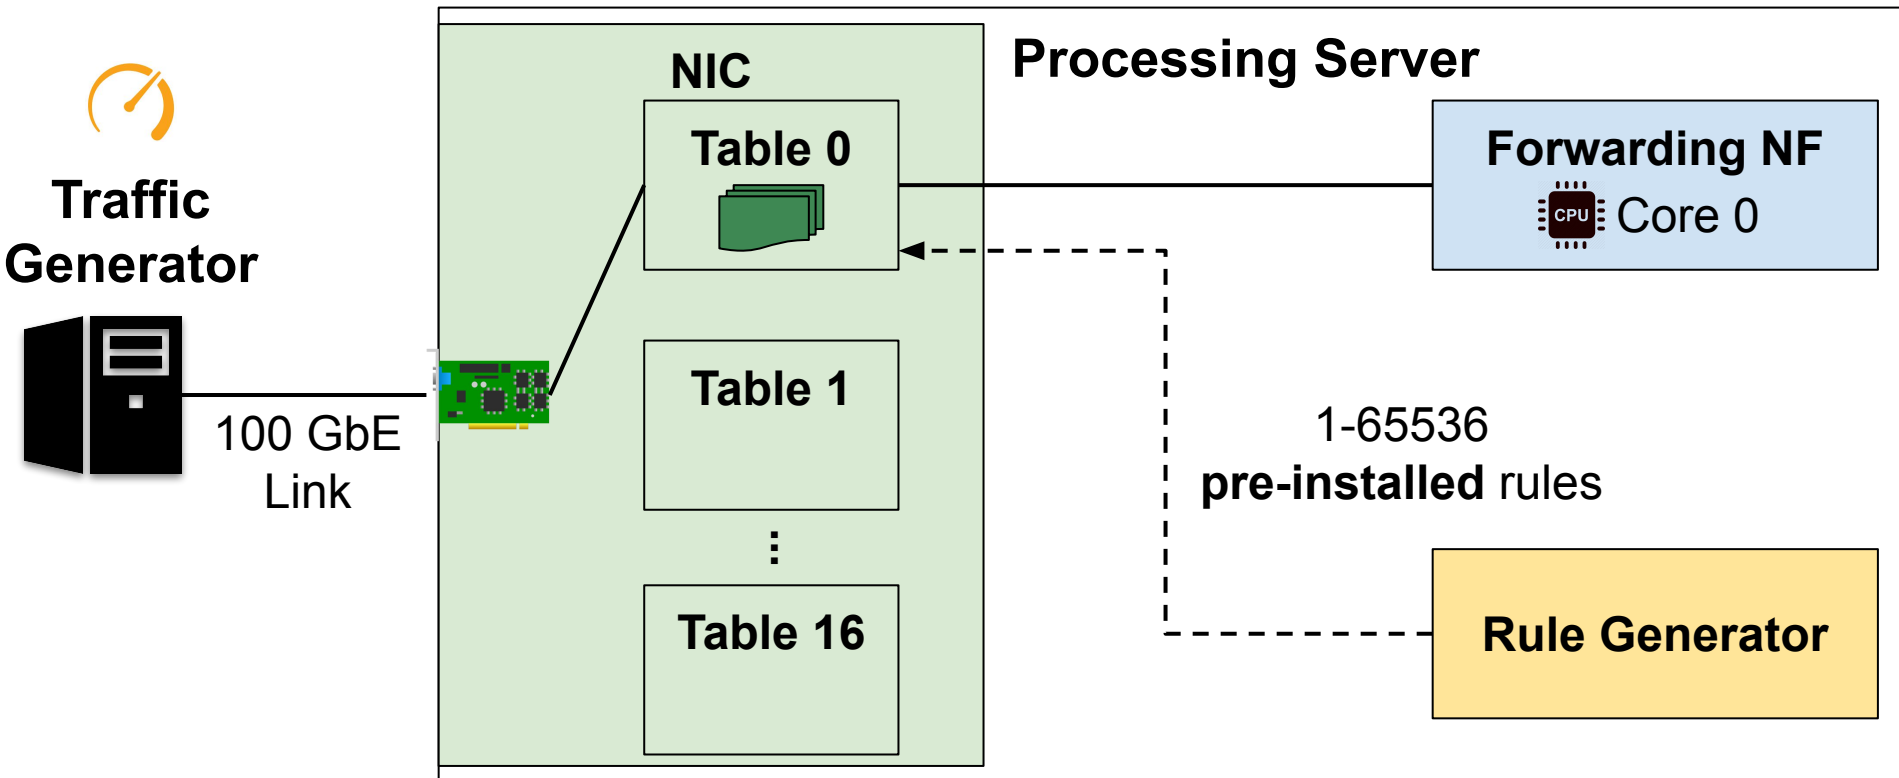 Processing Server
NIC
Traffic
Generator
100 GbE
Link
Table 0
Table 1
⋮
Table 16
Forwarding NF
CPU
Core 0
1-65536
pre-installed rules
Rule Generator